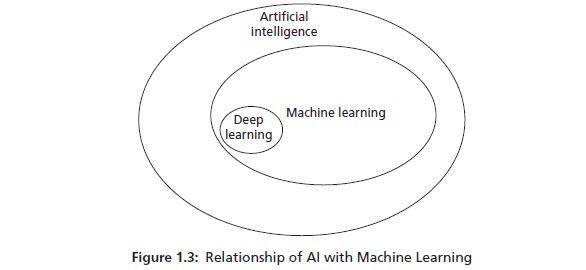 Artificial
intelligence
Machine learning
Deep
learning
Figure 1.3: Relationship of AI with Machine Learning